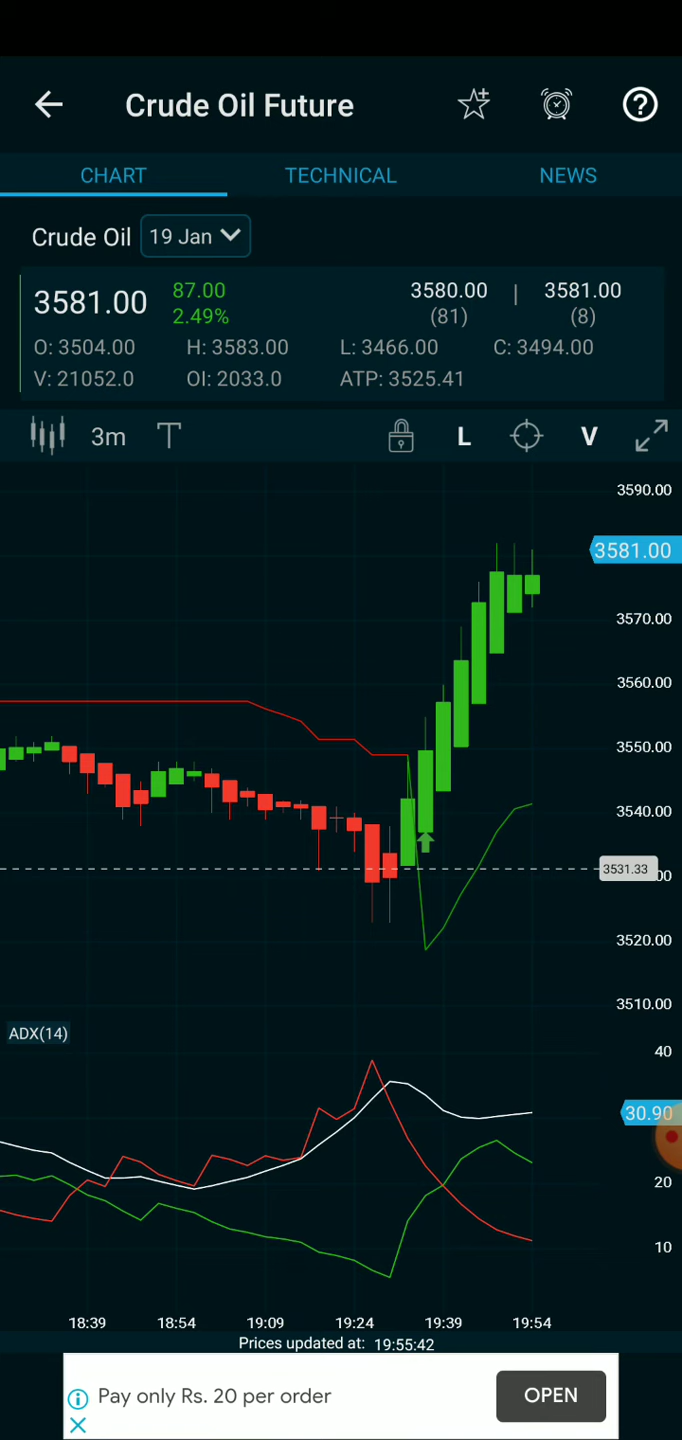 Crude Oil Future
CHART TECHNICAL NEWS
Crude Oil 19 Jan
3581.00 87.00 3580.00 | 3581.00
2.49% (81) (8)
O: 3504.00 H: 3583.00 L: 3466.00 C: 3494.00
V: 21052.0 OI: 2033.0 ATP: 3525.41
3m T L V
3590.00
3581.00
3570.00
3560.00
3550.00
3540.00
3531.33
3520.00
3510.00
ADX(14)
40
30.90
20
10
18:39 18:54 19:09 19:24 19:39 19:54
Prices updated at: 19:55:42
Pay only Rs. 20 per order
OPEN